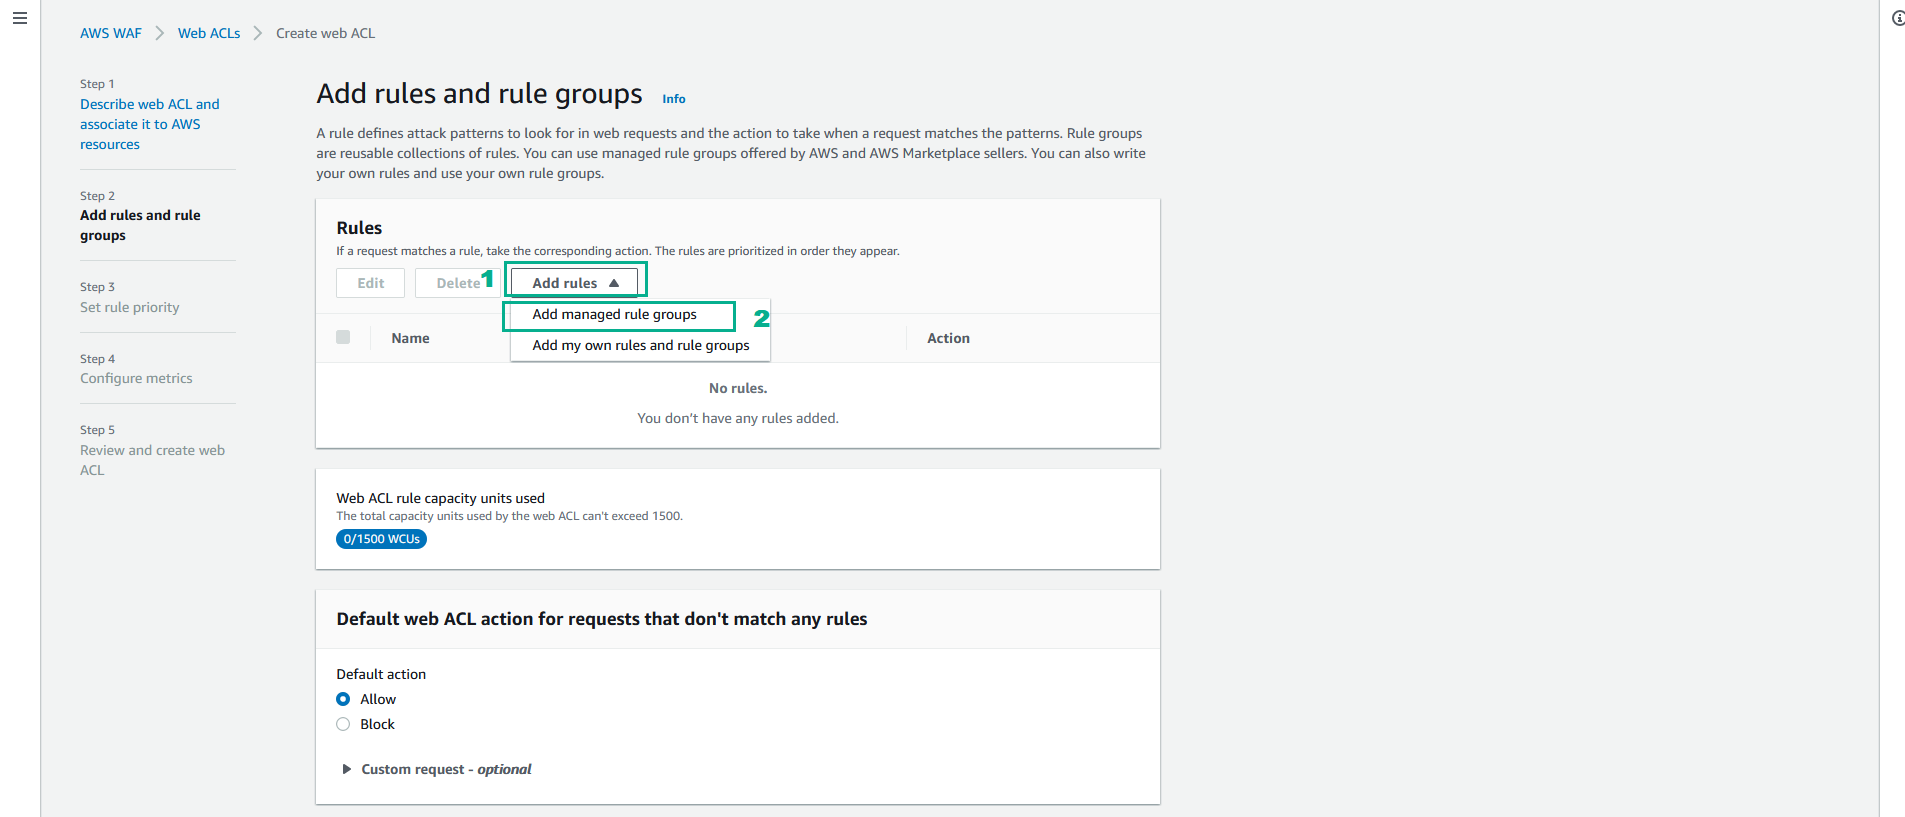 AWS WAF > Web ACLs > Create web ACL
Step 1
Describe web ACL and
associate it to AWS
resources
Step 2
Add rules and rule
groups
Step 3
Set rule priority
Step 4
Configure metrics
Step 5
Review and create web
ACL
Add rules and rule groups Info
A rule defines attack patterns to look for in web requests and the action to take when a request matches the patterns. Rule groups
are reusable collections of rules. You can use managed rule groups offered by AWS and AWS Marketplace sellers. You can also write
your own rules and use your own rule groups.
Rules
If a request matches a rule, take the corresponding action. The rules are prioritized in order they appear.
Edit Delete 1 Add rules
Add managed rule groups 2
Add my own rules and rule groups
Name Action
No rules.
You don’t have any rules added.
Web ACL rule capacity units used
The total capacity units used by the web ACL can't exceed 1500.
0/1500 WCUs
Default web ACL action for requests that don't match any rules
Default action
Allow
Block
Custom request - optional